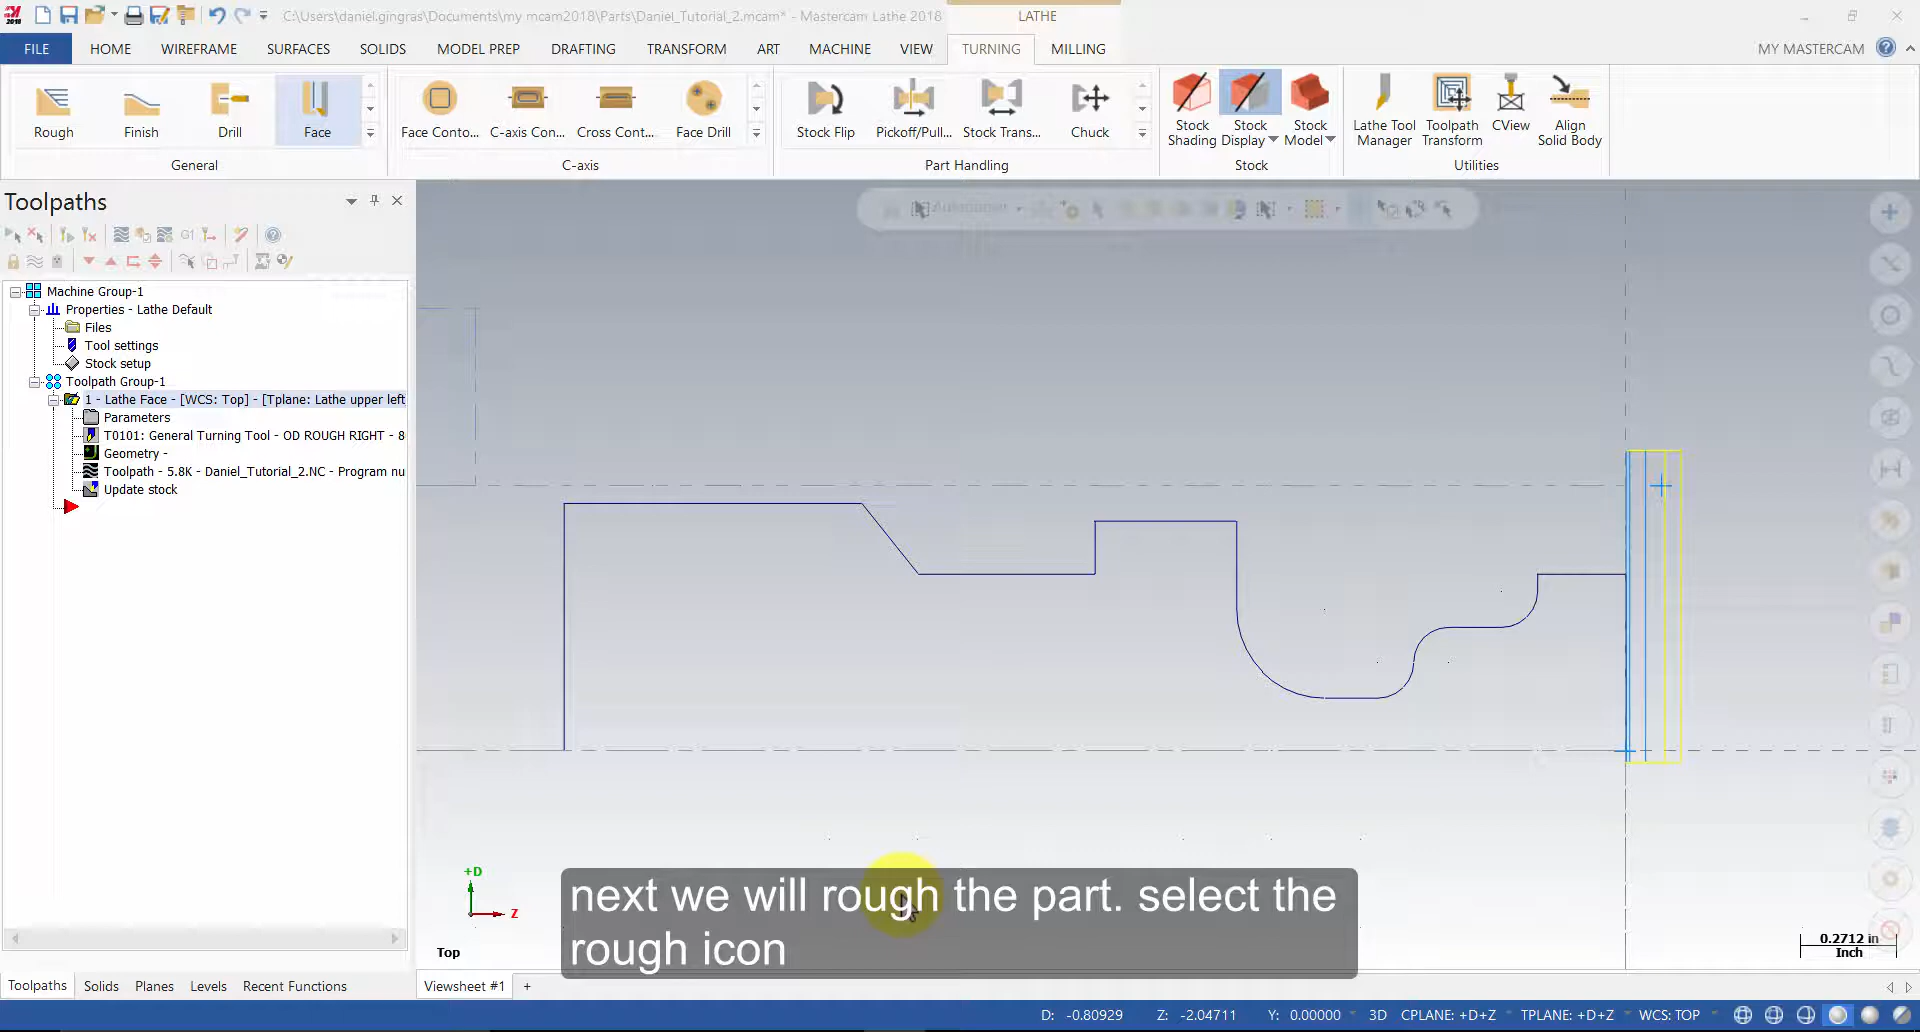 C:\Users\daniel.gingras\Documents\my mcam2018\Parts\Daniel_Tutorial_2.mcam* - Mastercam Lathe 2018
LATHE
FILE HOME WIREFRAME SURFACES SOLIDS MODEL PREP DRAFTING TRANSFORM ART MACHINE VIEW TURNING MILLING MY MASTERCAM
Rough Finish Drill Face Face Conto... C-axis Con... Cross Cont... Face Drill Stock Flip Pickoff/Pull... Stock Trans... Chuck
Stock Shading Stock Display Stock Model Lathe Tool Manager Toolpath Transform CView Align Solid Body
General C-axis Part Handling Stock Utilities
Toolpaths
G1
Machine Group-1
Properties - Lathe Default
Files
Tool settings
Stock setup
Toolpath Group-1
1 - Lathe Face - [WCS: Top] - [Tplane: Lathe upper left
Parameters
T0101: General Turning Tool - OD ROUGH RIGHT - 8
Geometry -
Toolpath - 5.8K - Daniel_Tutorial_2.NC - Program nu
Update stock
+D
Z
Top
next we will rough the part. select the
rough icon
0.2712 in
Inch
Toolpaths Solids Planes Levels Recent Functions Viewsheet #1 +
D: -0.80929 Z: -2.04711 Y: 0.00000 3D CPLANE: +D+Z TPLANE: +D+Z WCS: TOP